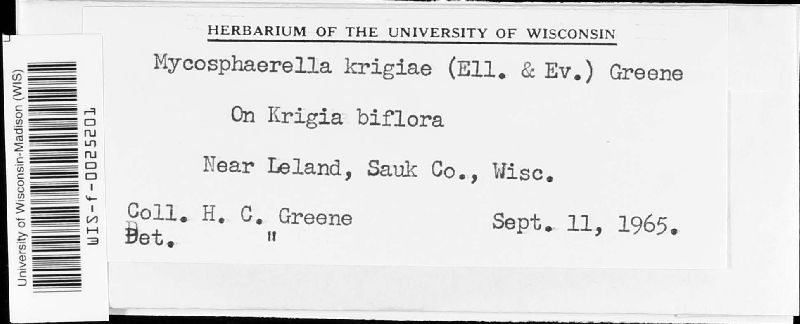 HERBARIUM OF THE UNIVERSITY OF WISCONSIN
Mycosphaerella krigiae (Ell. & Ev.) Greene
On Krigia biflora
Near Leland, Sauk Co., Wisc.
Coll. H. C. Greene Sept. 11, 1965.
Det. "
University of Wisconsin-Madison (WIS)
WIS-f-0025201